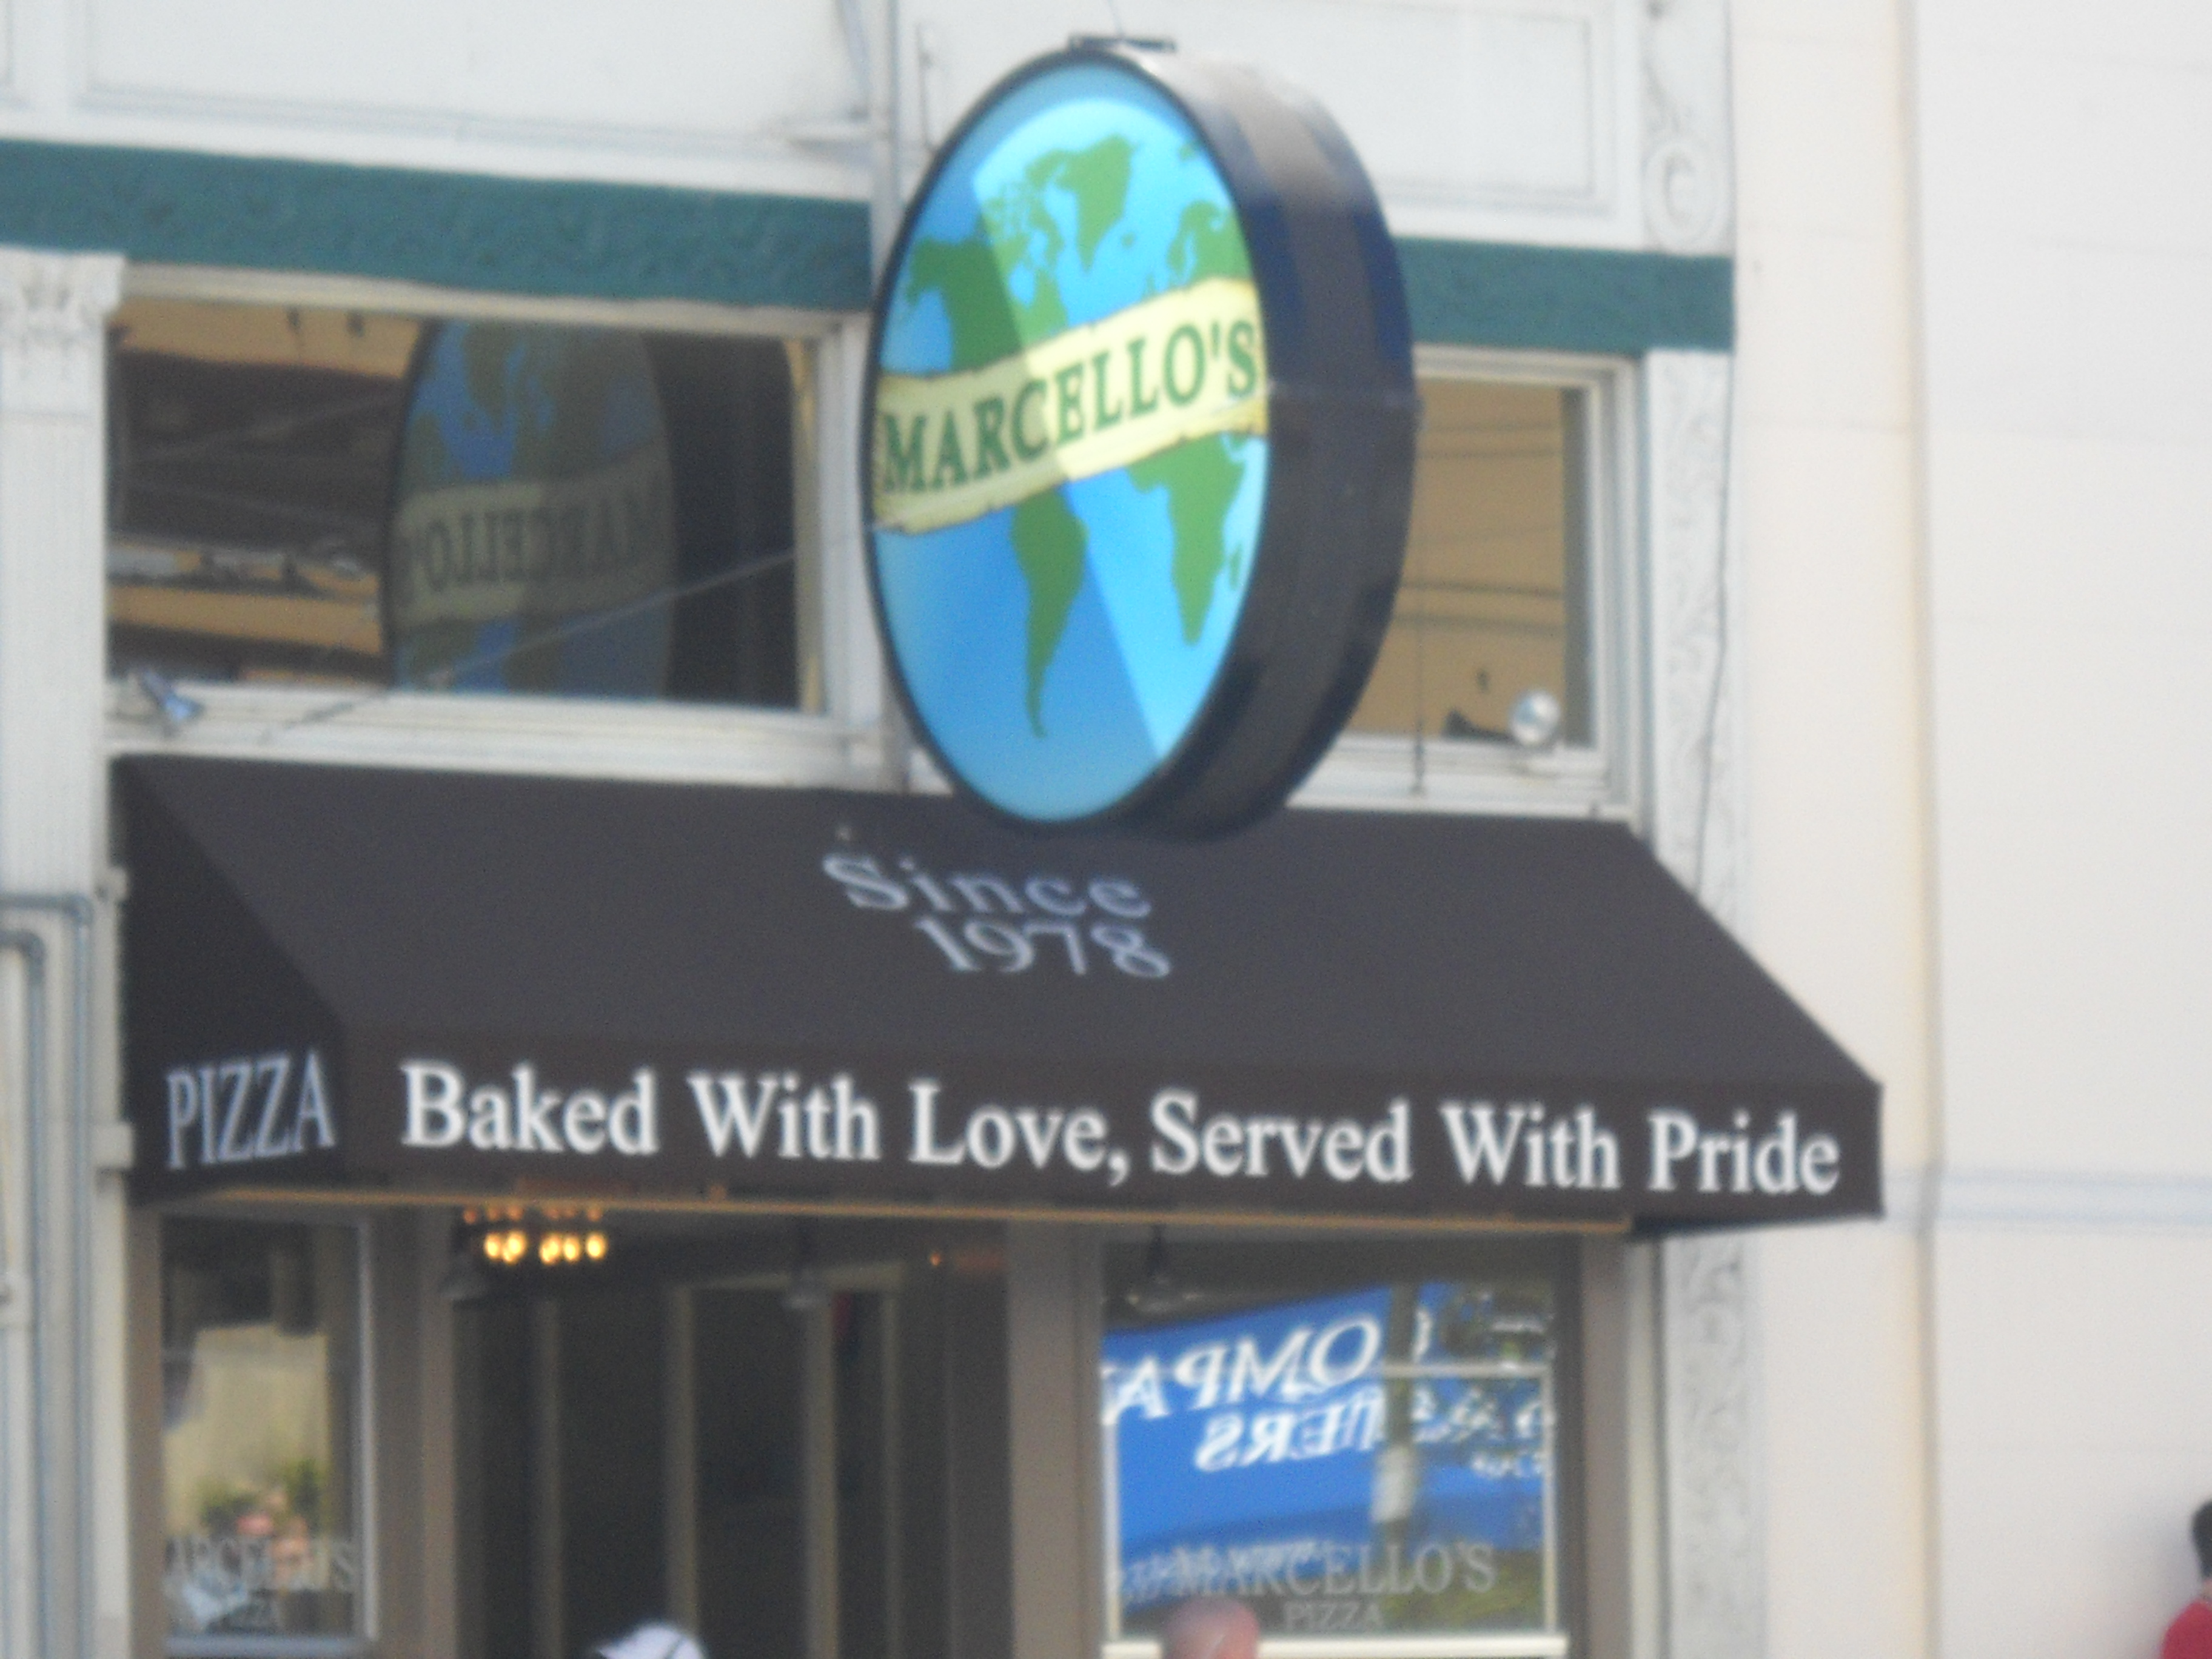 MARCELLO'S
Since
1978
PIZZA
Baked With Love, Served With Pride
MARCELLO'S
PIZZA